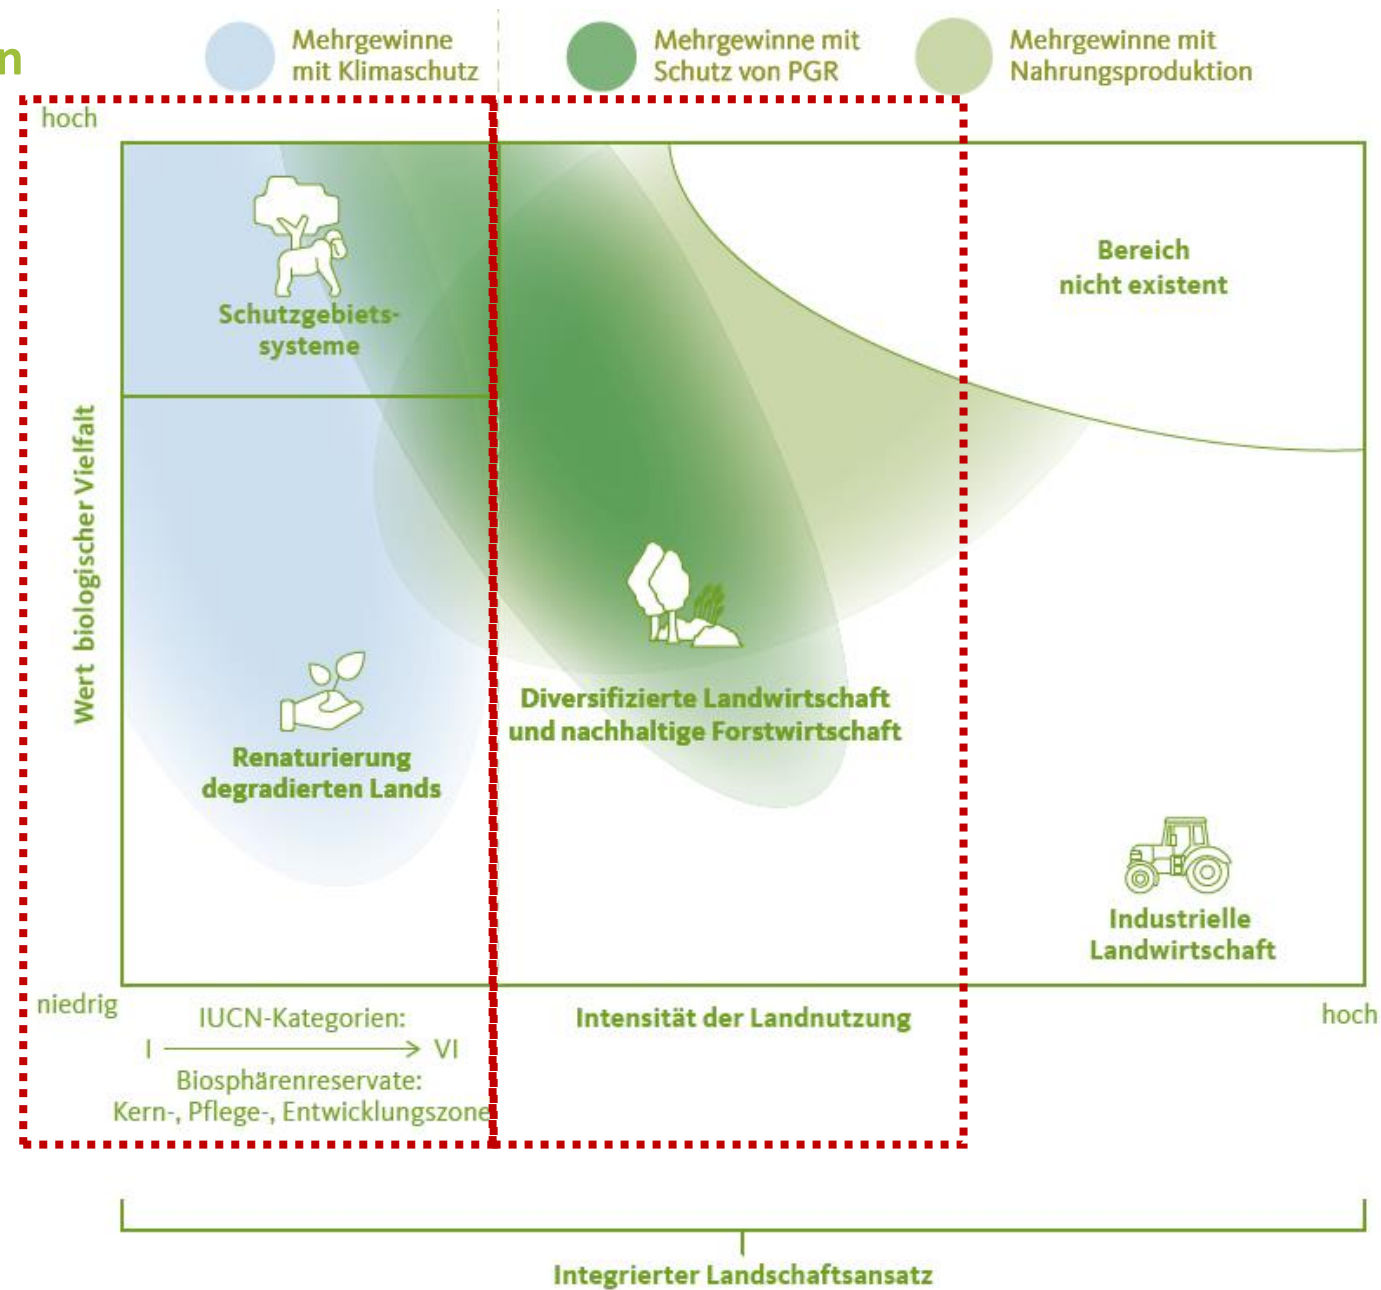 n
Mehrgewinne
mit Klimaschutz
Mehrgewinne mit
Schutz von PGR
Mehrgewinne mit
Nahrungsproduktion
hoch
Schutzgebiets-
systeme
Bereich
nicht existent
Wert biologischer Vielfalt
Renaturierung
degradierten Lands
Diversifizierte Landwirtschaft
und nachhaltige Forstwirtschaft
Industrielle
Landwirtschaft
niedrig
IUCN-Kategorien:
I VI
Biosphärenreservate:
Kern-, Pflege-, Entwicklungszone
Intensität der Landnutzung
hoch
Integrierter Landschaftsansatz